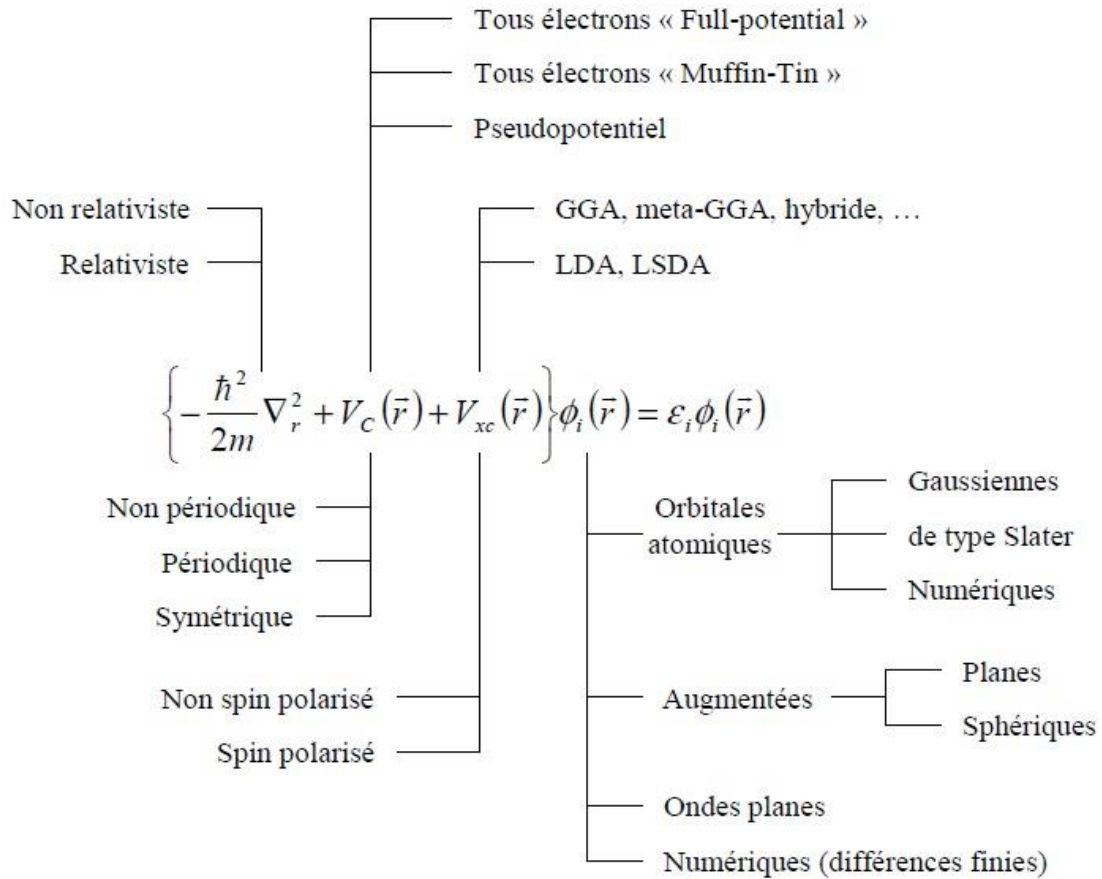 Tous électrons « Full-potential »
Tous électrons « Muffin-Tin »
Pseudopotentiel
Non relativiste
GGA, meta-GGA, hybride, …
Relativiste
LDA, LSDA
{-ħ²/2m ∇²_r + V_C(r⃗) + V_xc(r⃗)}ϕ_i(r⃗) = ε_iϕ_i(r⃗)
Non périodique
Périodique
Symétrique
Non spin polarisé
Spin polarisé
Orbitales
atomiques
Gaussiennes
de type Slater
Numériques
Augmentées
Planes
Sphériques
Ondes planes
Numériques (différences finies)